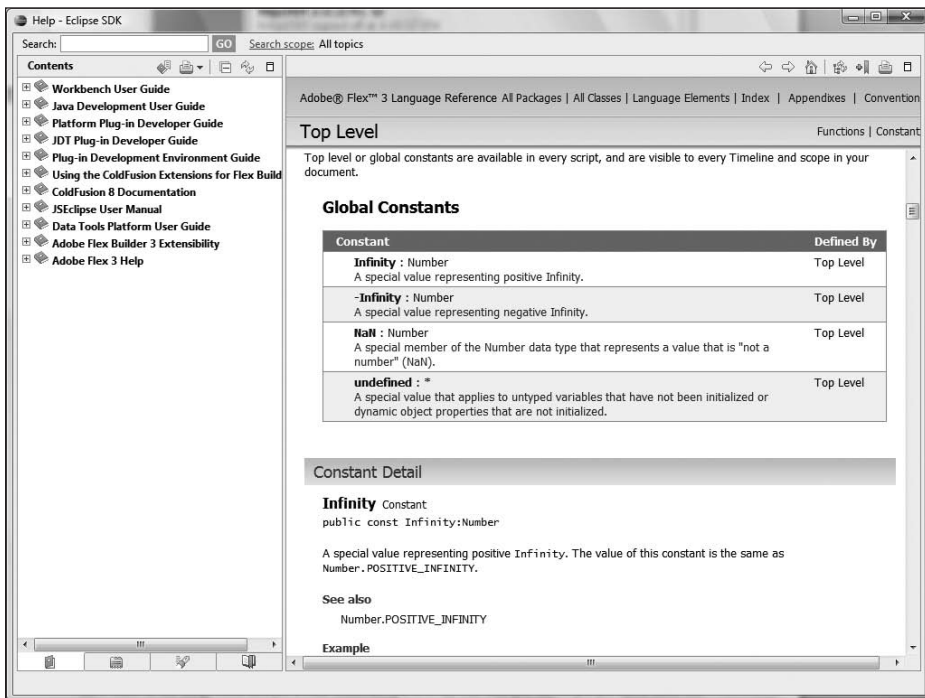 Help - Eclipse SDK
Search:
GO
Search scope: All topics
Contents
Workbench User Guide
Java Development User Guide
Platform Plug-in Developer Guide
JDT Plug-in Developer Guide
Plug-in Development Environment Guide
Using the ColdFusion Extensions for Flex Build
ColdFusion 8 Documentation
JSEclipse User Manual
Data Tools Platform User Guide
Adobe Flex Builder 3 Extensibility
Adobe Flex 3 Help
Adobe® Flex™ 3 Language Reference All Packages | All Classes | Language Elements | Index | Appendixes | Convention
Top Level
Functions | Constant
Top level or global constants are available in every script, and are visible to every Timeline and scope in your
document.
Global Constants
Constant Defined By
Infinity : Number Top Level
A special value representing positive Infinity.
-Infinity : Number Top Level
A special value representing negative Infinity.
NaN : Number Top Level
A special member of the Number data type that represents a value that is "not a
number" (NaN).
undefined : * Top Level
A special value that applies to untyped variables that have not been initialized or
dynamic object properties that are not initialized.
Constant Detail
Infinity Constant
public const Infinity:Number
A special value representing positive Infinity. The value of this constant is the same as
Number.POSITIVE_INFINITY.
See also
Number.POSITIVE_INFINITY
Example